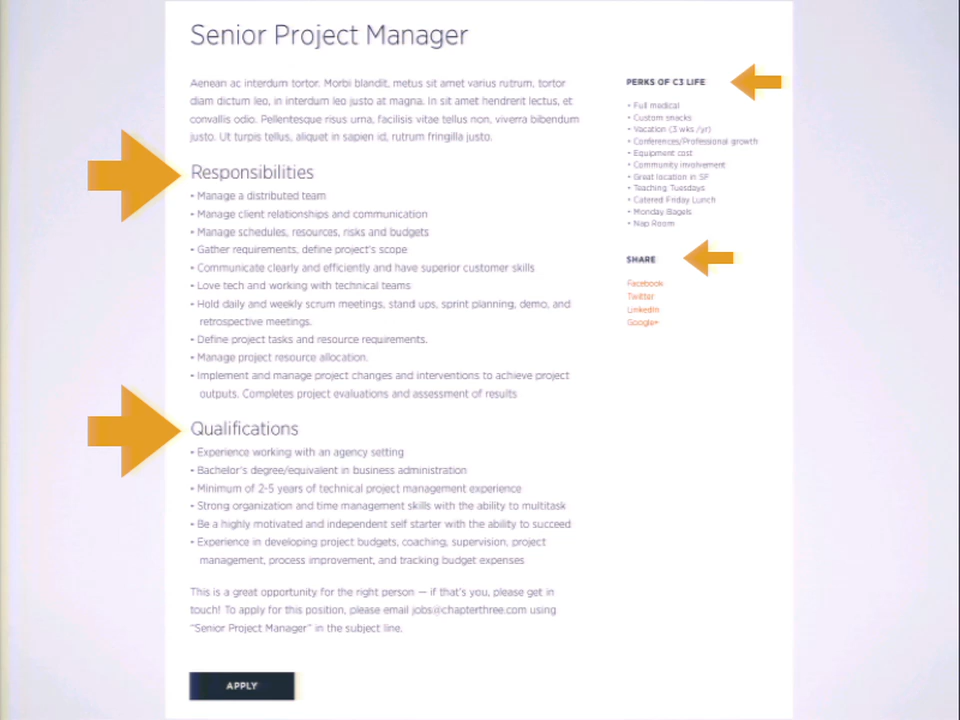 Senior Project Manager
Aenean ac interdum tortor. Morbi blandit, metus sit amet varius rutrum, tortor
diam dictum leo, in interdum leo justo at magna. In sit amet hendrerit lectus, et
convallis odio. Pellentesque risus urna, facilisis vitae tellus non, viverra bibendum
justo. Ut turpis tellus, aliquet in sapien id, rutrum fringilla justo.
Responsibilities
• Manage a distributed team
• Manage client relationships and communication
• Manage schedules, resources, risks and budgets
• Gather requirements, define project's scope
• Communicate clearly and efficiently and have superior customer skills
• Love tech and working with technical teams
• Hold daily and weekly scrum meetings, stand ups, sprint planning, demo, and
retrospective meetings.
• Define project tasks and resource requirements.
• Manage project resource allocation.
• Implement and manage project changes and interventions to achieve project
outputs. Completes project evaluations and assessment of results
Qualifications
• Experience working with an agency setting
• Bachelor's degree/equivalent in business administration
• Minimum of 2-5 years of technical project management experience
• Strong organization and time management skills with the ability to multitask
• Be a highly motivated and independent self starter with the ability to succeed
• Experience in developing project budgets, coaching, supervision, project
management, process improvement, and tracking budget expenses
This is a great opportunity for the right person — if that's you, please get in
touch! To apply for this position, please email jobs@chapterthree.com using
"Senior Project Manager" in the subject line.
APPLY
PERKS OF C3 LIFE
• Full medical
• Custom snacks
• Vacation (3 wks /yr)
• Conferences/Professional growth
• Equipment cost
• Community involvement
• Great location in SF
• Teaching Tuesdays
• Catered Friday Lunch
• Monday Bagels
• Nap Room
SHARE
Facebook
Twitter
LinkedIn
Google+